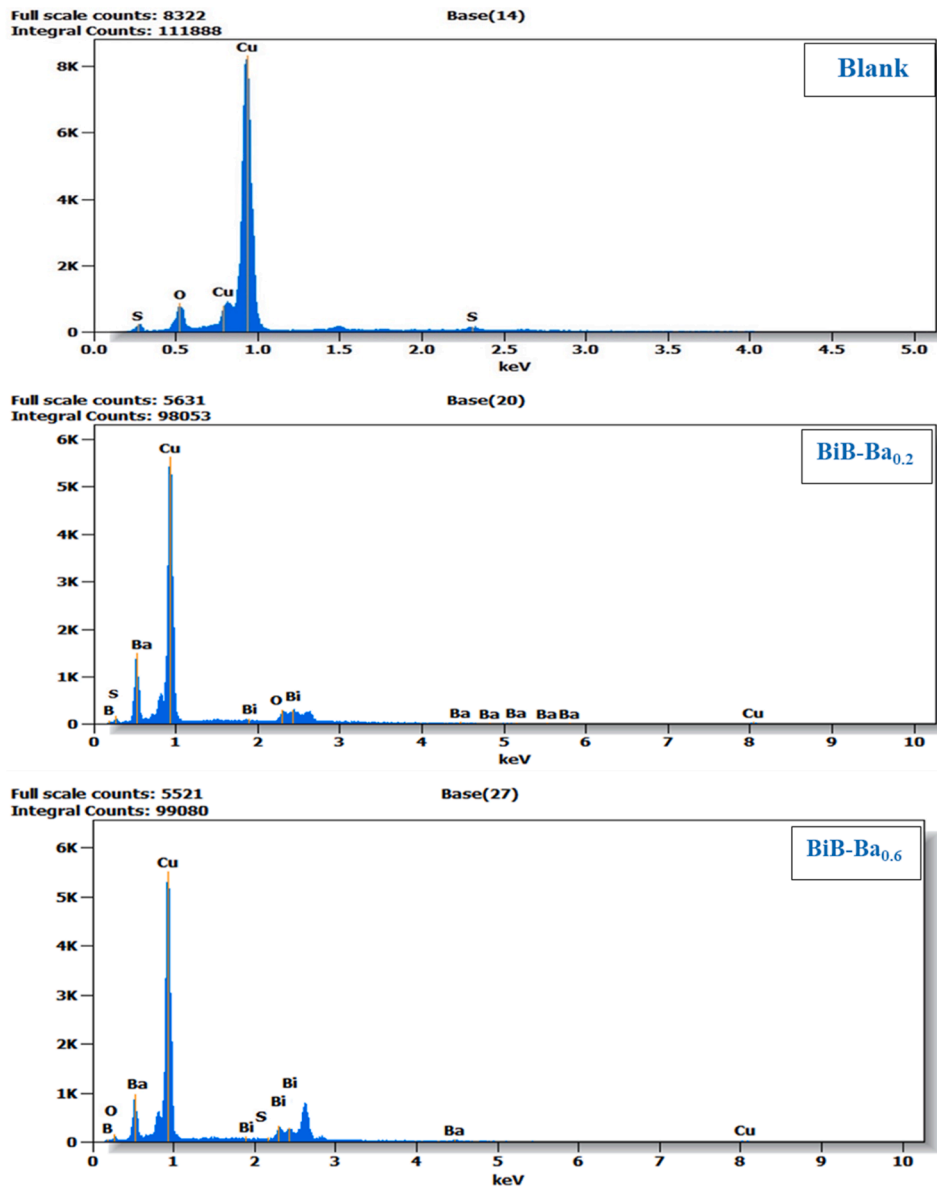 Full scale counts: 8322
Base(14)
Integral Counts: 111888
Blank
Cu
8K
6K
4K
2K
0
S
O
Cu
S
0.0 0.5 1.0 1.5 2.0 2.5 3.0 3.5 4.0 4.5 5.0
keV
Full scale counts: 5631
Base(20)
Integral Counts: 98053
BiB-Ba0.2
6K
Cu
5K
4K
3K
2K
Ba
1K
S
B
O
Bi
Bi
Ba Ba Ba Ba Ba
Cu
0
0 1 2 3 4 5 6 7 8 9 10
keV
Full scale counts: 5521
Base(27)
Integral Counts: 99080
BiB-Ba0.6
6K
Cu
5K
4K
3K
2K
1K
Ba
Bi
O
Bi
B
S
Bi
Ba
Cu
0
0 1 2 3 4 5 6 7 8 9 10
keV